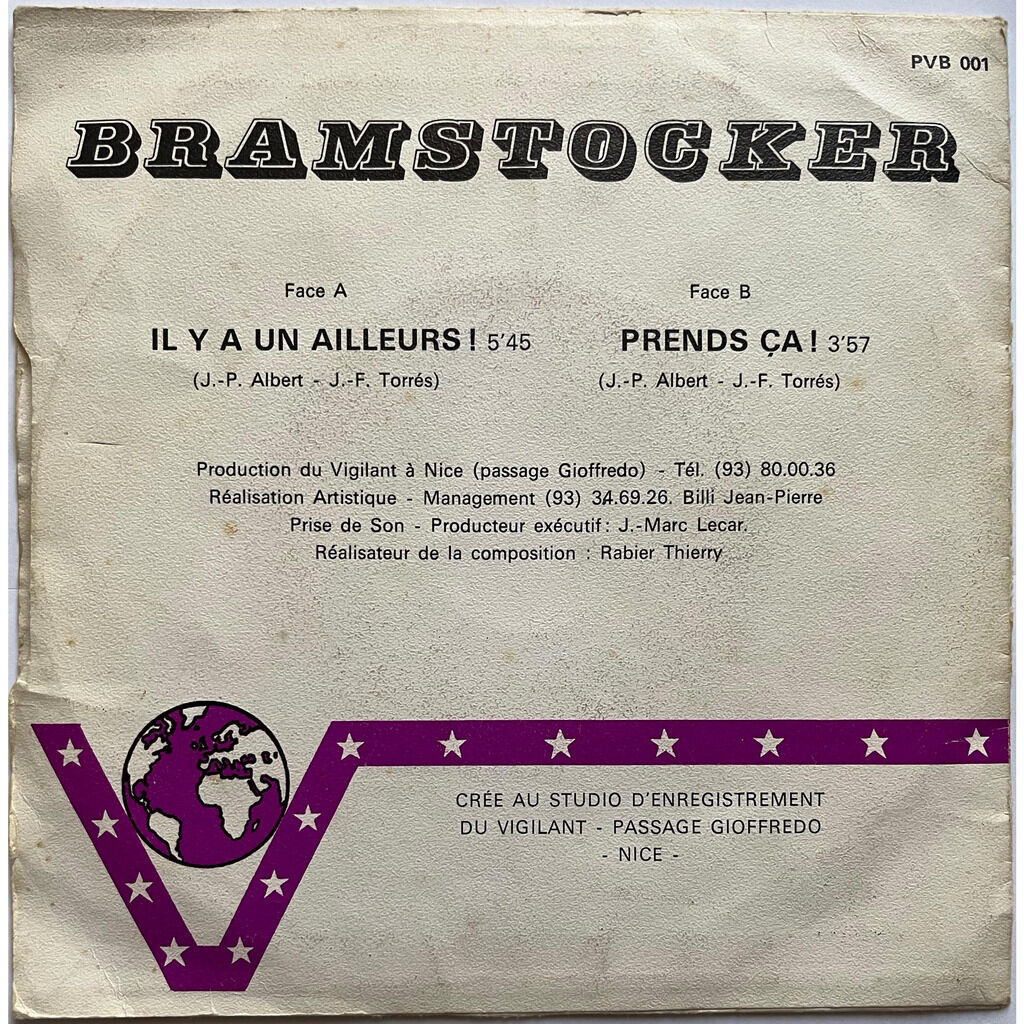 PVB 001
BRAMSTOCKER
Face A
IL Y A UN AILLEURS ! 5'45
(J.-P. Albert - J.-F. Torrés)
Face B
PRENDS ÇA ! 3'57
(J.-P. Albert - J.-F. Torrés)
Production du Vigilant à Nice (passage Gioffredo) - Tél. (93) 80.00.36
Réalisation Artistique - Management (93) 34.69.26. Billi Jean-Pierre
Prise de Son - Producteur exécutif : J.-Marc Lecar.
Réalisateur de la composition : Rabier Thierry
CRÉE AU STUDIO D'ENREGISTREMENT
DU VIGILANT - PASSAGE GIOFFREDO
- NICE -